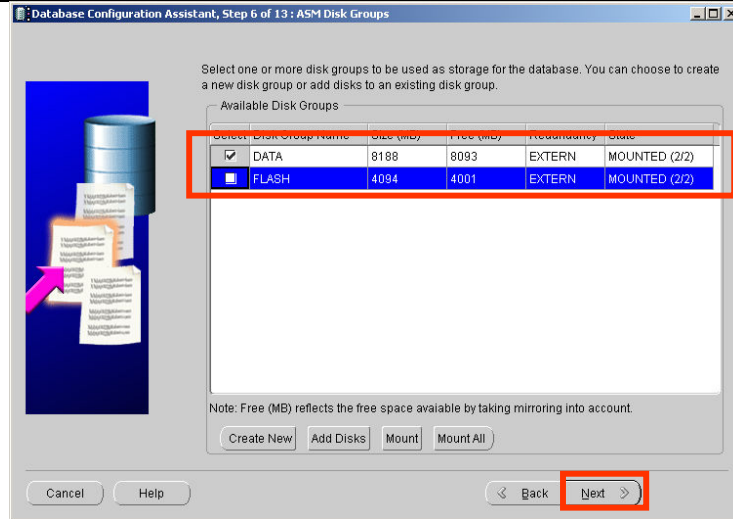 Database Configuration Assistant, Step 6 of 13 : ASM Disk Groups
Select one or more disk groups to be used as storage for the database. You can choose to create
a new disk group or add disks to an existing disk group.
Available Disk Groups
Select Disk Group Name Size (MB) Free (MB) Redundancy State
DATA 8188 8093 EXTERN MOUNTED (2/2)
FLASH 4094 4001 EXTERN MOUNTED (2/2)
Note: Free (MB) reflects the free space avaiable by taking mirroring into account.
Create New Add Disks Mount Mount All
Cancel Help Back Next